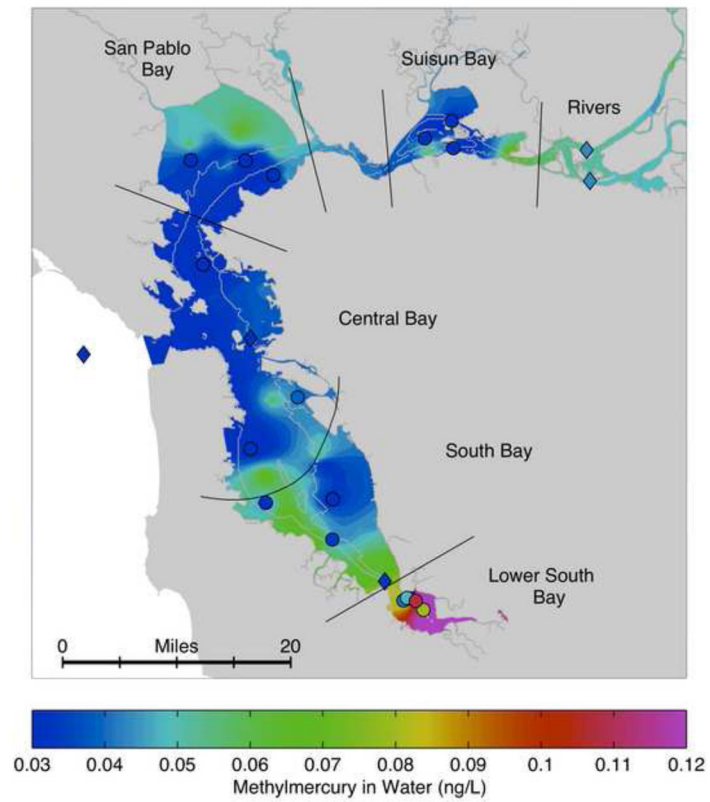 San Pablo
Bay
Suisun Bay
Rivers
Central Bay
South Bay
Lower South
Bay
0 Miles 20
0.03 0.04 0.05 0.06 0.07 0.08 0.09 0.1 0.11 0.12
Methylmercury in Water (ng/L)